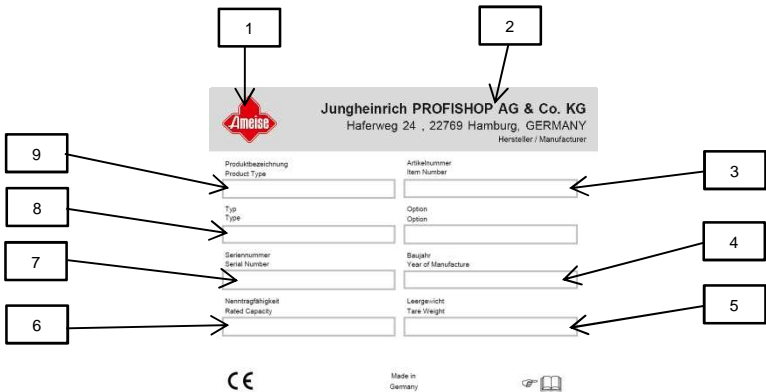 1
2
Ameise
Jungheinrich PROFISHOP AG & Co. KG
Haferweg 24 , 22769 Hamburg, GERMANY
Hersteller / Manufacturer
9
Produktbezeichnung
Product Type
Artikelnummer
Item Number
3
8
Typ
Type
Option
Option
7
Seriennummer
Serial Number
Baujahr
Year of Manufacture
4
6
Nenntragfähigkeit
Rated Capacity
Leergewicht
Tare Weight
5
CE
Made in
Germany